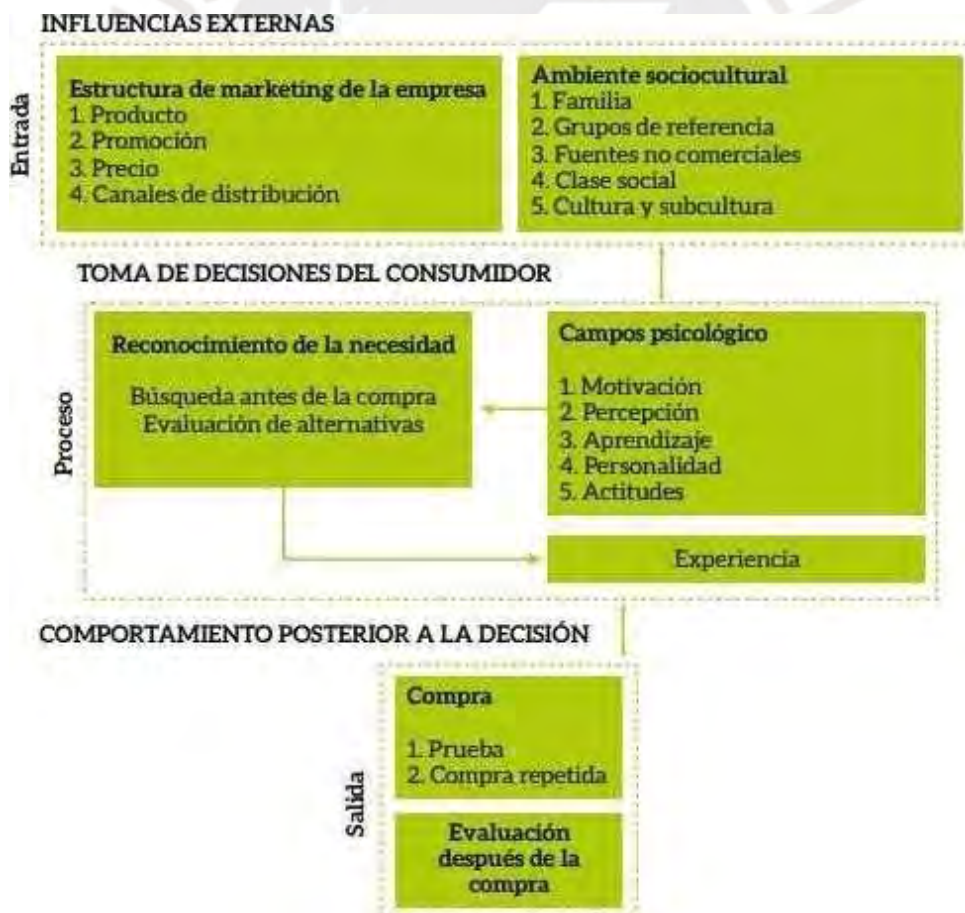 INFLUENCIAS EXTERNAS
Entrada
Estructura de marketing de la empresa
1. Producto
2. Promoción
3. Precio
4. Canales de distribución
Ambiente sociocultural
1. Familia
2. Grupos de referencia
3. Fuentes no comerciales
4. Clase social
5. Cultura y subcultura
TOMA DE DECISIONES DEL CONSUMIDOR
Proceso
Reconocimiento de la necesidad
Búsqueda antes de la compra
Evaluación de alternativas
Campos psicológico
1. Motivación
2. Percepción
3. Aprendizaje
4. Personalidad
5. Actitudes
Experiencia
COMPORTAMIENTO POSTERIOR A LA DECISIÓN
Salida
Compra
1. Prueba
2. Compra repetida
Evaluación
después de la
compra